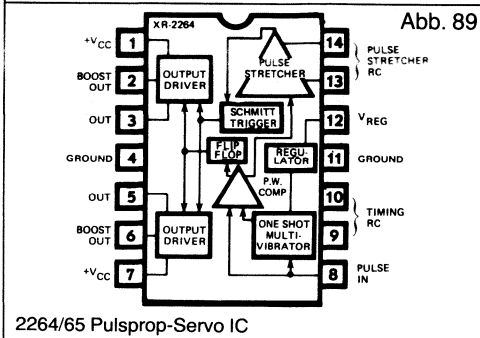 Abb. 89
XR-2264
+VCC 1
BOOST OUT 2
OUT 3
GROUND 4
OUT 5
BOOST OUT 6
+VCC 7
OUTPUT DRIVER
OUTPUT DRIVER
PULSE STRETCHER
SCHMITT TRIGGER
FLIP FLOP
REGU-
LATOR
P.W. COMP
ONE SHOT
MULTI-
VIBRATOR
14
13
PULSE
STRETCHER
RC
12 VREG
11 GROUND
10
9
TIMING
RC
8 PULSE IN
2264/65 Pulsprop-Servo IC